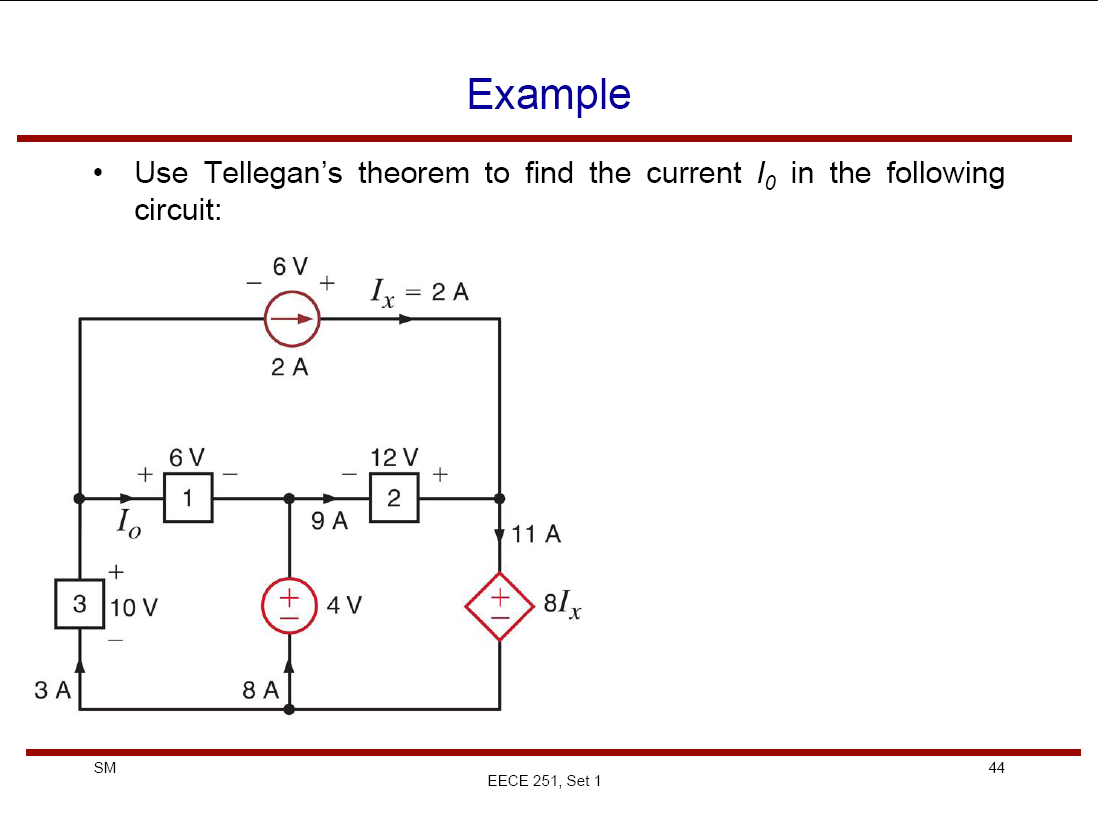 Example
• Use Tellegan's theorem to find the current I0 in the following
circuit:
6 V
− +
Ix = 2 A
2 A
6 V 12 V
+ − − +
1 2
Io 9 A
11 A
+
3 10 V
−
+
−
4 V
+
−
8Ix
3 A 8 A
SM 44
EECE 251, Set 1